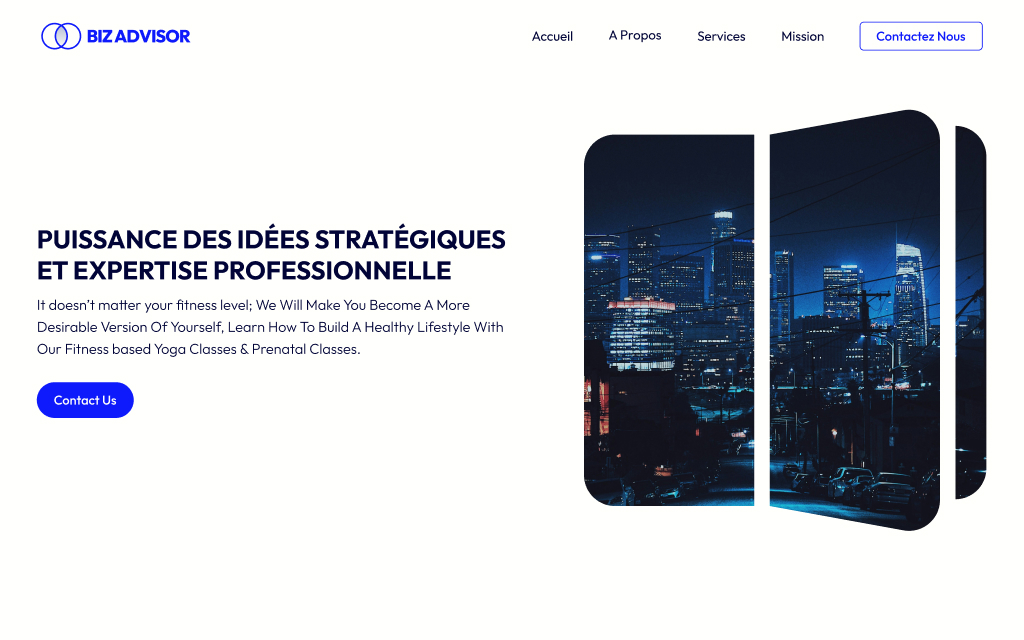 BIZ ADVISOR
Accueil
A Propos
Services
Mission
Contactez Nous
PUISSANCE DES IDÉES STRATÉGIQUES
ET EXPERTISE PROFESSIONNELLE
It doesn't matter your fitness level; We Will Make You Become A More
Desirable Version Of Yourself, Learn How To Build A Healthy Lifestyle With
Our Fitness based Yoga Classes & Prenatal Classes.
Contact Us